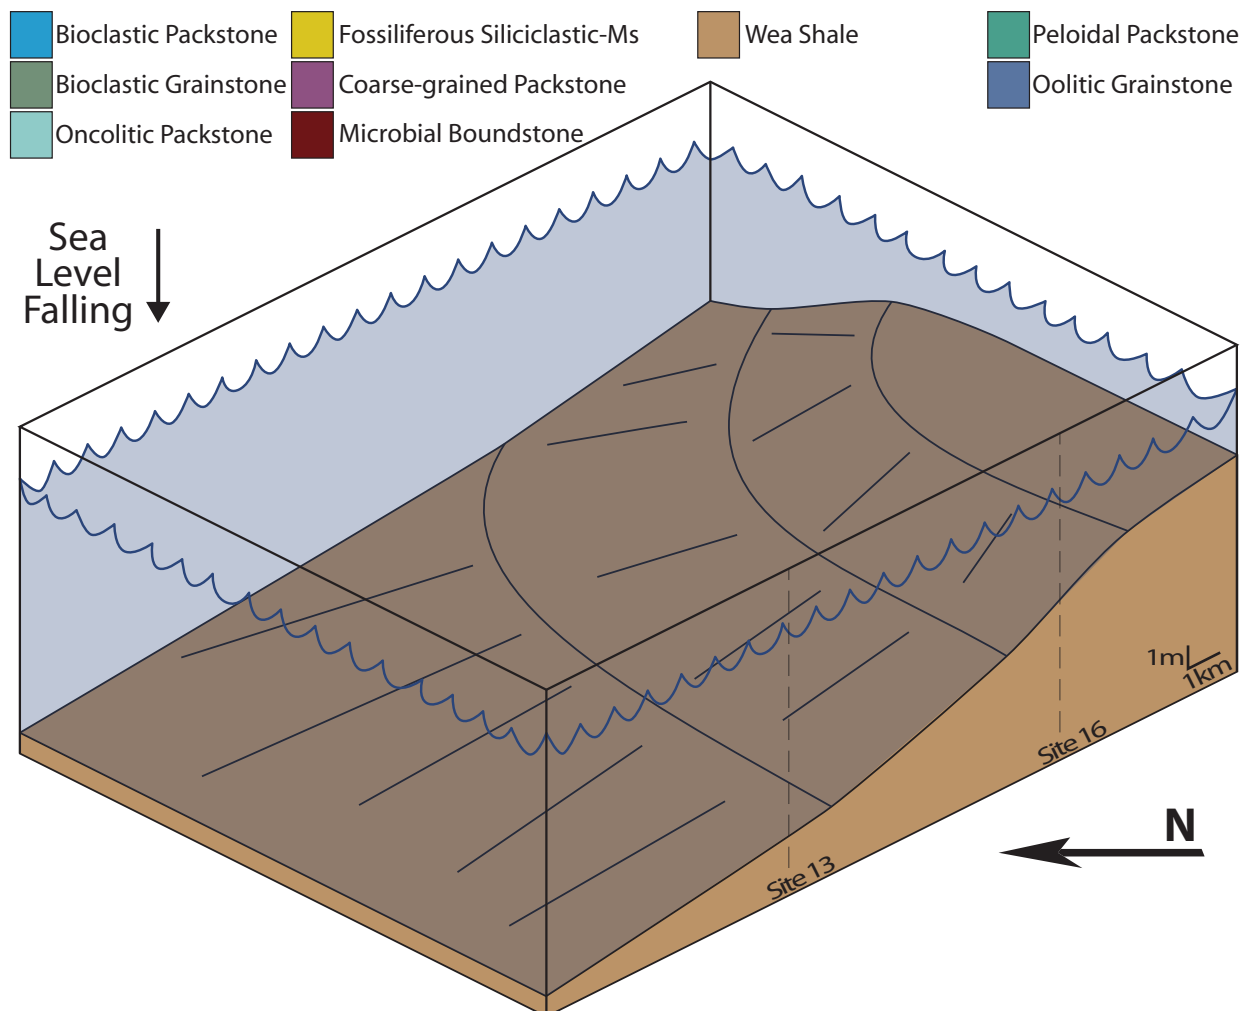 Bioclastic Packstone
Fossiliferous Siliciclastic-Ms
Wea Shale
Peloidal Packstone
Bioclastic Grainstone
Coarse-grained Packstone
Oolitic Grainstone
Oncolitic Packstone
Microbial Boundstone
Sea
Level
Falling
1m
1km
Site 16
N
Site 13